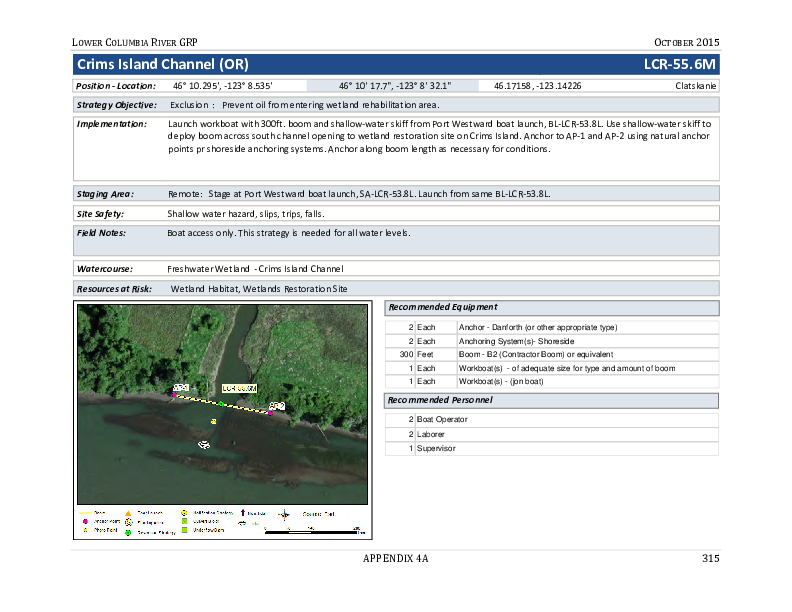 LOWER COLUMBIA RIVER GRP OCTOBER 2015
Crims Island Channel (OR) LCR-55.6M
Position - Location: 46° 10.295', -123° 8.535' 46° 10' 17.7", -123° 8' 32.1" 46.17158, -123.14226 Clatskanie
Strategy Objective: Exclusion : Prevent oil from entering wetland rehabilitation area.
Implementation: Launch workboat with 300ft. boom and shallow-water skiff from Port Westward boat launch, BL-LCR-53.8L. Use shallow-water skiff to
deploy boom across south channel opening to wetland restoration site on Crims Island. Anchor to AP-1 and AP-2 using natural anchor
points pr shoreside anchoring systems. Anchor along boom length as necessary for conditions.
Staging Area: Remote: Stage at Port Westward boat launch, SA-LCR-53.8L. Launch from same BL-LCR-53.8L.
Site Safety: Shallow water hazard, slips, trips, falls.
Field Notes: Boat access only. This strategy is needed for all water levels.
Watercourse: Freshwater Wetland - Crims Island Channel
Resources at Risk: Wetland Habitat, Wetlands Restoration Site
AP-1
LCR-55.6M
AP-2
Anchor Point
Photo Point
Notification Strategy
Underflow Dam
Recommended Equipment
2 Each Anchor - Danforth (or other appropriate type)
2 Each Anchoring System(s)- Shoreside
300 Feet Boom - B2 (Contractor Boom) or equivalent
1 Each Workboat(s) - of adequate size for type and amount of boom
1 Each Workboat(s) - (jon boat)
Recommended Personnel
2 Boat Operator
2 Laborer
1 Supervisor
APPENDIX 4A 315